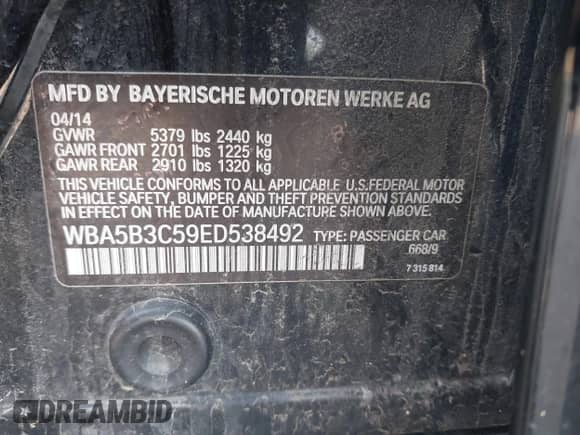 MFD BY BAYERISCHE MOTOREN WERKE AG
04/14
GVWR 5379 lbs 2440 kg
GAWR FRONT 2701 lbs 1225 kg
GAWR REAR 2910 lbs 1320 kg
THIS VEHICLE CONFORMS TO ALL APPLICABLE U.S.FEDERAL MOTOR
VEHICLE SAFETY, BUMPER AND THEFT PREVENTION STANDARDS
IN EFFECT ON THE DATE OF MANUFACTURE SHOWN ABOVE.
WBA5B3C59ED538492 TYPE: PASSENGER CAR
668/9
7 315 814
DREAMBID